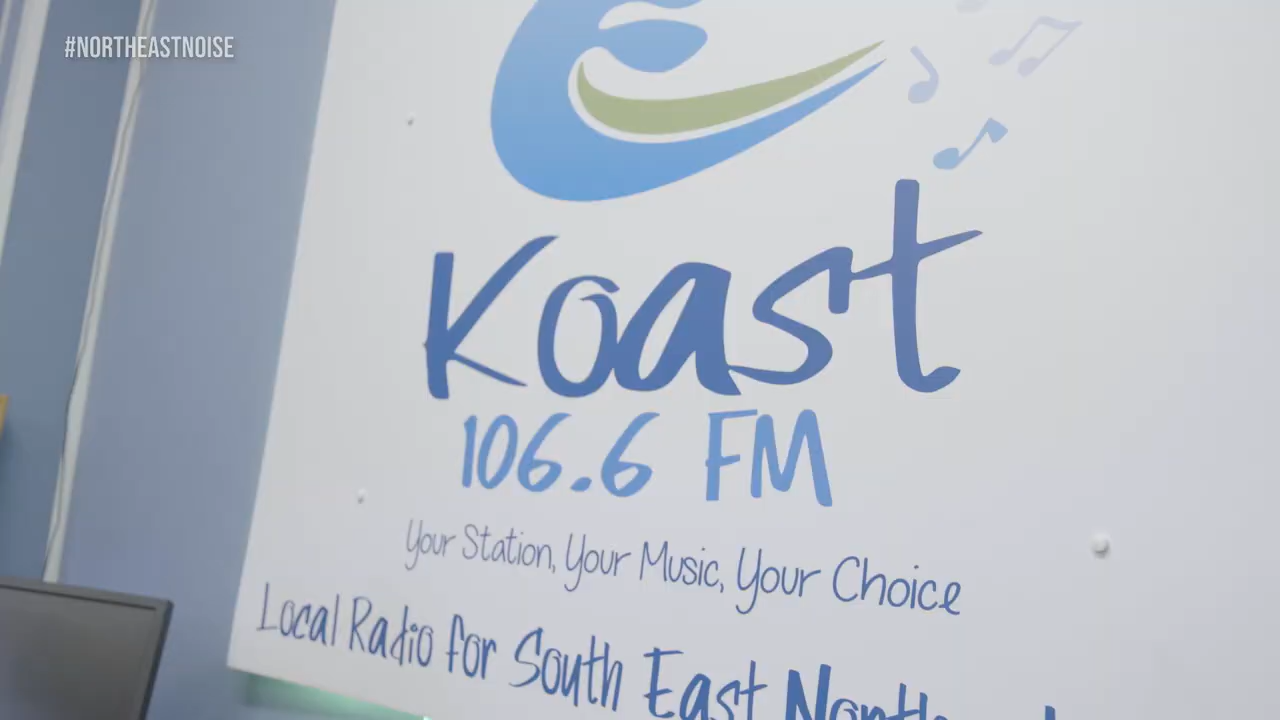 #NORTHEASTNOISE
Koast
106.6 FM
Your Station, Your Music, Your Choice
Local Radio for South East